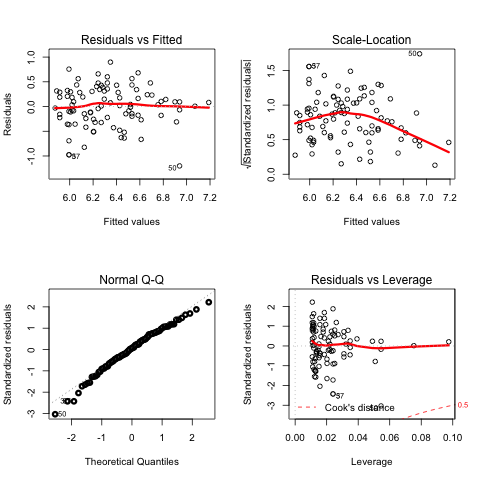 Residuals vs Fitted
Residuals
1.0
0.5
0.0
-1.0
37
50
6.0 6.2 6.4 6.6 6.8 7.0 7.2
Fitted values
Scale-Location
√|Standardized residuals|
1.5
1.0
0.5
0.0
50
37
6.0 6.2 6.4 6.6 6.8 7.0 7.2
Fitted values
Normal Q-Q
Standardized residuals
2
1
0
-1
-2
-3
50
-2 -1 0 1 2
Theoretical Quantiles
Residuals vs Leverage
Standardized residuals
2
1
0
-1
-2
-3
37
Cook's distance
0.5
0.00 0.02 0.04 0.06 0.08 0.10
Leverage